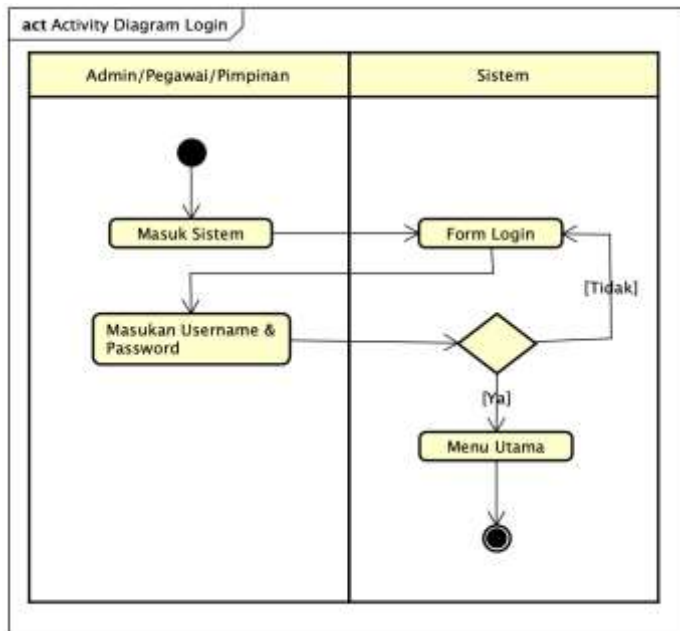 act Activity Diagram Login
Admin/Pegawai/Pimpinan
Sistem
Masuk Sistem
Form Login
[Tidak]
Masukan Username &
Password
[Ya]
Menu Utama